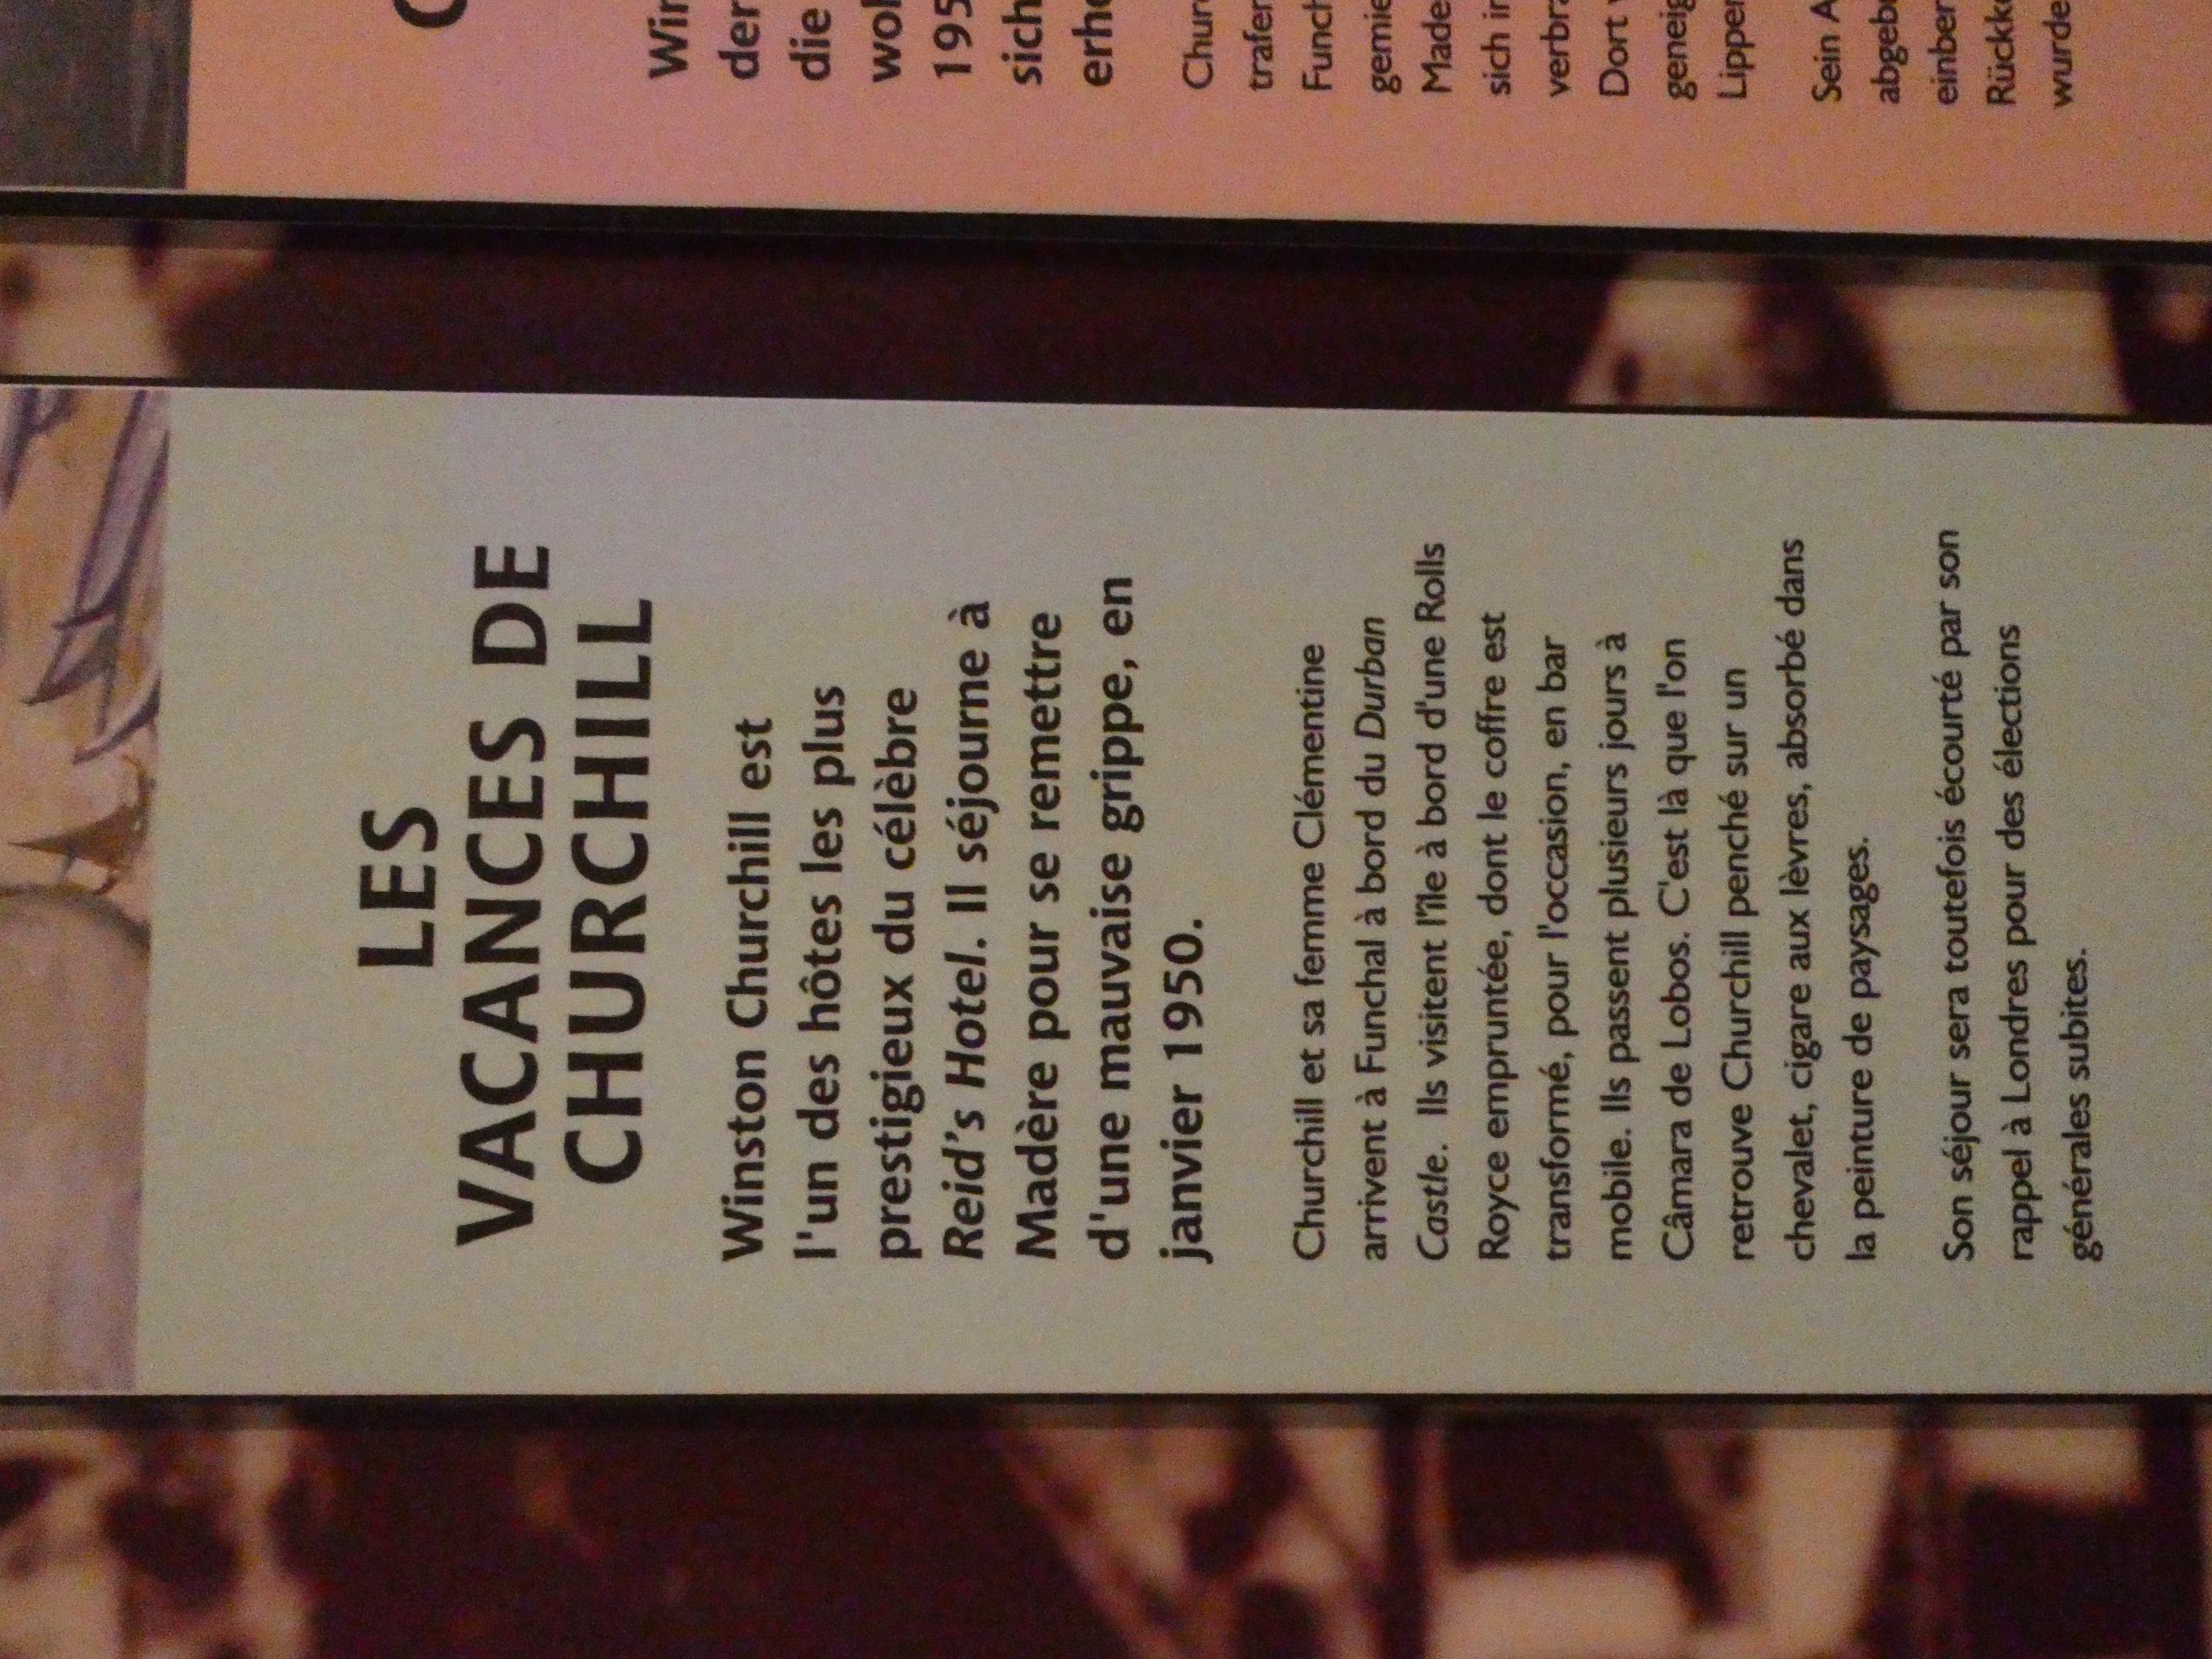 LES
VACANCES DE
CHURCHILL
Winston Churchill est
l'un des hôtes les plus
prestigieux du célèbre
Reid's Hotel. Il séjourne à
Madère pour se remettre
d'une mauvaise grippe, en
janvier 1950.
Churchill et sa femme Clémentine
arrivent à Funchal à bord du Durban
Castle. Ils visitent l'île à bord d'une Rolls
Royce empruntée, dont le coffre est
transformé, pour l'occasion, en bar
mobile. Ils passent plusieurs jours à
Câmara de Lobos. C'est là que l'on
retrouve Churchill penché sur un
chevalet, cigare aux lèvres, absorbé dans
la peinture de paysages.
Son séjour sera toutefois écourté par son
rappel à Londres pour des élections
générales subites.
der
die
sich
Dort
Sein